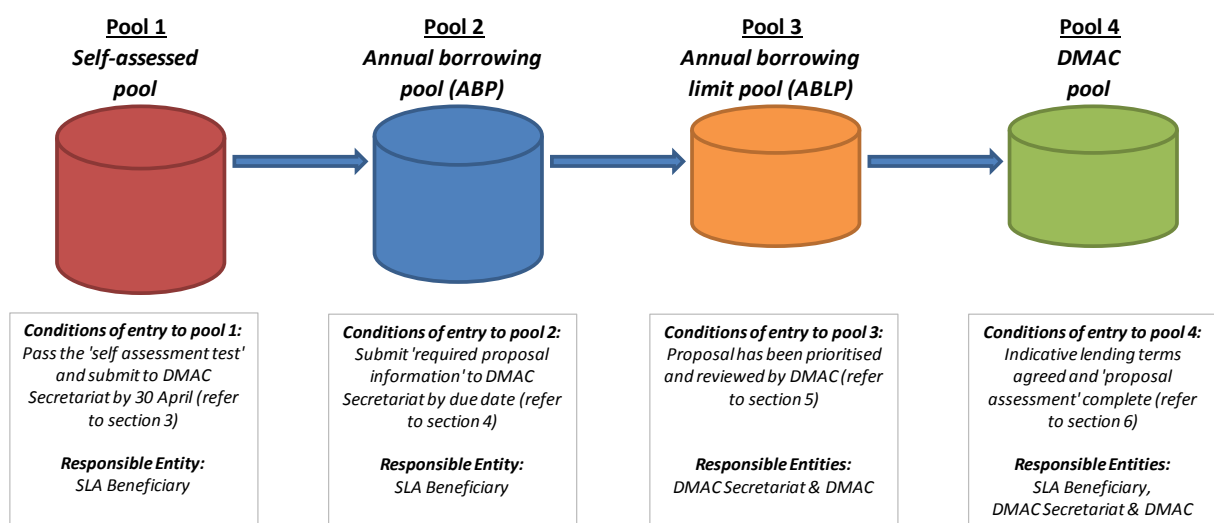 Pool 1
Self-assessed
pool
Pool 2
Annual borrowing
pool (ABP)
Pool 3
Annual borrowing
limit pool (ABLP)
Pool 4
DMAC
pool
Conditions of entry to pool 1:
Pass the 'self assessment test'
and submit to DMAC
Secretariat by 30 April (refer
to section 3)
Responsible Entity:
SLA Beneficiary
Conditions of entry to pool 2:
Submit 'required proposal
information' to DMAC
Secretariat by due date (refer
to section 4)
Responsible Entity:
SLA Beneficiary
Conditions of entry to pool 3:
Proposal has been prioritised
and reviewed by DMAC (refer
to section 5)
Responsible Entities:
DMAC Secretariat & DMAC
Conditions of entry to pool 4:
Indicative lending terms
agreed and 'proposal
assessment' complete (refer
to section 6)
Responsible Entities:
SLA Beneficiary,
DMAC Secretariat & DMAC